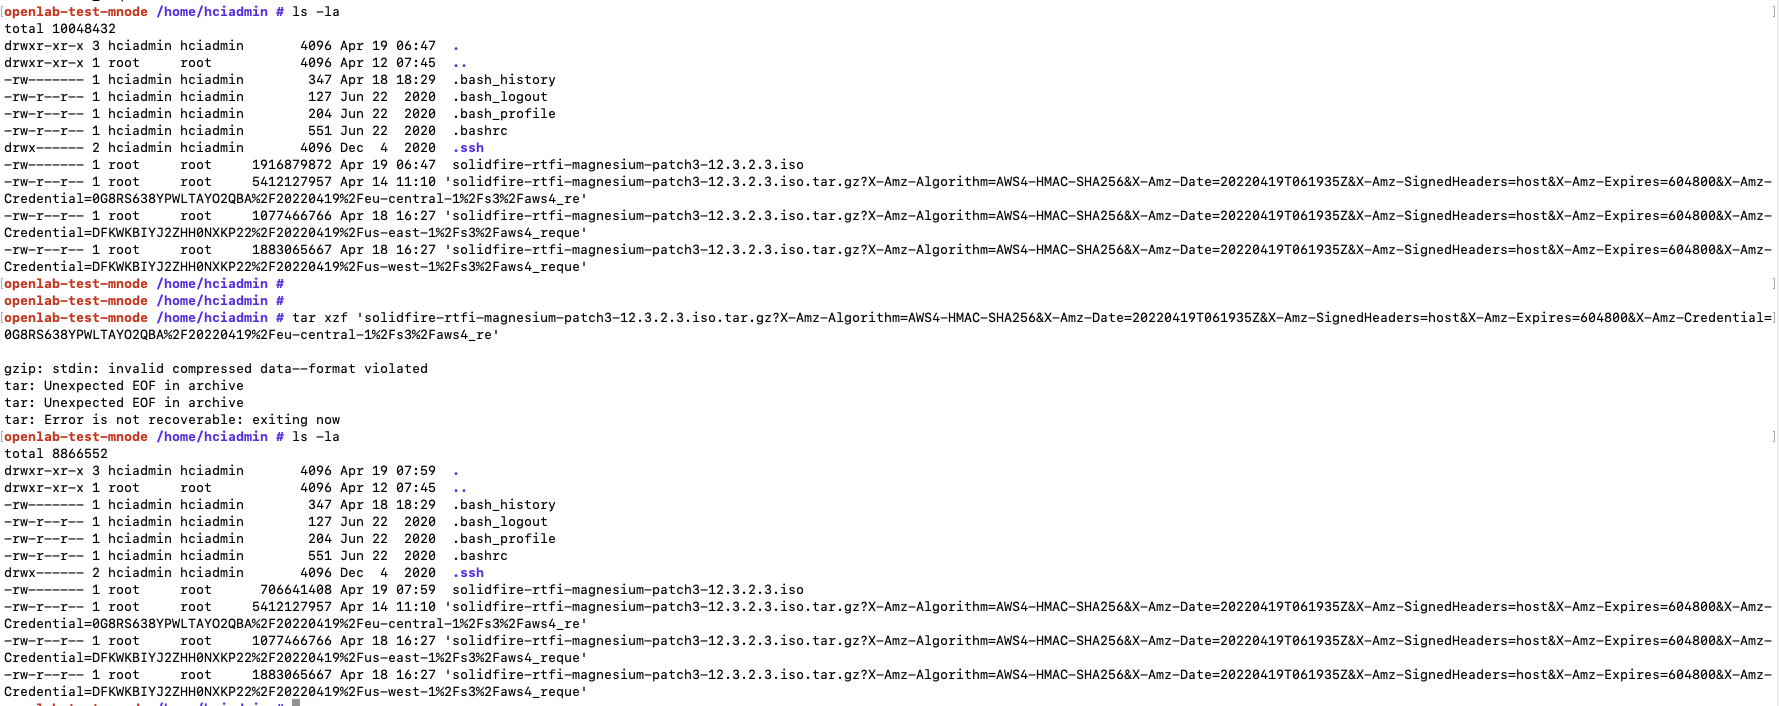 openlab-test-mnode /home/hciadmin # ls -la
total 10048432
drwxr-xr-x 3 hciadmin hciadmin       4096 Apr 19 06:47  .
drwxr-xr-x 1 root     root           4096 Apr 12 07:45  ..
-rw------- 1 hciadmin hciadmin        347 Apr 18 18:29  .bash_history
-rw-r--r-- 1 hciadmin hciadmin        127 Jun 22  2020  .bash_logout
-rw-r--r-- 1 hciadmin hciadmin        204 Jun 22  2020  .bash_profile
-rw-r--r-- 1 hciadmin hciadmin        551 Jun 22  2020  .bashrc
drwx------ 2 hciadmin hciadmin       4096 Dec  4  2020  .ssh
-rw------- 1 root     root     1916879872 Apr 19 06:47  solidfire-rtfi-magnesium-patch3-12.3.2.3.iso
-rw-r--r-- 1 root     root     5412127957 Apr 14 11:10 'solidfire-rtfi-magnesium-patch3-12.3.2.3.iso.tar.gz?X-Amz-Algorithm=AWS4-HMAC-SHA256&X-Amz-Date=20220419T061935Z&X-Amz-SignedHeaders=host&X-Amz-Expires=604800&X-Amz-
Credential=0G8RS638YPWLTAYO2QBA%2F20220419%2Feu-central-1%2Fs3%2Faws4_re'
-rw-r--r-- 1 root     root     1077466766 Apr 18 16:27 'solidfire-rtfi-magnesium-patch3-12.3.2.3.iso.tar.gz?X-Amz-Algorithm=AWS4-HMAC-SHA256&X-Amz-Date=20220419T061935Z&X-Amz-SignedHeaders=host&X-Amz-Expires=604800&X-Amz-
Credential=DFKWKBIYJ2ZHH0NXKP22%2F20220419%2Fus-east-1%2Fs3%2Faws4_reque'
-rw-r--r-- 1 root     root     1883065667 Apr 18 16:27 'solidfire-rtfi-magnesium-patch3-12.3.2.3.iso.tar.gz?X-Amz-Algorithm=AWS4-HMAC-SHA256&X-Amz-Date=20220419T061935Z&X-Amz-SignedHeaders=host&X-Amz-Expires=604800&X-Amz-
Credential=DFKWKBIYJ2ZHH0NXKP22%2F20220419%2Fus-west-1%2Fs3%2Faws4_reque'
openlab-test-mnode /home/hciadmin #
openlab-test-mnode /home/hciadmin #
openlab-test-mnode /home/hciadmin # tar xzf 'solidfire-rtfi-magnesium-patch3-12.3.2.3.iso.tar.gz?X-Amz-Algorithm=AWS4-HMAC-SHA256&X-Amz-Date=20220419T061935Z&X-Amz-SignedHeaders=host&X-Amz-Expires=604800&X-Amz-Credential=
0G8RS638YPWLTAYO2QBA%2F20220419%2Feu-central-1%2Fs3%2Faws4_re'
gzip: stdin: invalid compressed data--format violated
tar: Unexpected EOF in archive
tar: Unexpected EOF in archive
tar: Error is not recoverable: exiting now
openlab-test-mnode /home/hciadmin # ls -la
total 8866552
drwxr-xr-x 3 hciadmin hciadmin       4096 Apr 19 07:59  .
drwxr-xr-x 1 root     root           4096 Apr 12 07:45  ..
-rw------- 1 hciadmin hciadmin        347 Apr 18 18:29  .bash_history
-rw-r--r-- 1 hciadmin hciadmin        127 Jun 22  2020  .bash_logout
-rw-r--r-- 1 hciadmin hciadmin        204 Jun 22  2020  .bash_profile
-rw-r--r-- 1 hciadmin hciadmin        551 Jun 22  2020  .bashrc
drwx------ 2 hciadmin hciadmin       4096 Dec  4  2020  .ssh
-rw------- 1 root     root      706641408 Apr 19 07:59  solidfire-rtfi-magnesium-patch3-12.3.2.3.iso
-rw-r--r-- 1 root     root     5412127957 Apr 14 11:10 'solidfire-rtfi-magnesium-patch3-12.3.2.3.iso.tar.gz?X-Amz-Algorithm=AWS4-HMAC-SHA256&X-Amz-Date=20220419T061935Z&X-Amz-SignedHeaders=host&X-Amz-Expires=604800&X-Amz-
Credential=0G8RS638YPWLTAYO2QBA%2F20220419%2Feu-central-1%2Fs3%2Faws4_re'
-rw-r--r-- 1 root     root     1077466766 Apr 18 16:27 'solidfire-rtfi-magnesium-patch3-12.3.2.3.iso.tar.gz?X-Amz-Algorithm=AWS4-HMAC-SHA256&X-Amz-Date=20220419T061935Z&X-Amz-SignedHeaders=host&X-Amz-Expires=604800&X-Amz-
Credential=DFKWKBIYJ2ZHH0NXKP22%2F20220419%2Fus-east-1%2Fs3%2Faws4_reque'
-rw-r--r-- 1 root     root     1883065667 Apr 18 16:27 'solidfire-rtfi-magnesium-patch3-12.3.2.3.iso.tar.gz?X-Amz-Algorithm=AWS4-HMAC-SHA256&X-Amz-Date=20220419T061935Z&X-Amz-SignedHeaders=host&X-Amz-Expires=604800&X-Amz-
Credential=DFKWKBIYJ2ZHH0NXKP22%2F20220419%2Fus-west-1%2Fs3%2Faws4_reque'